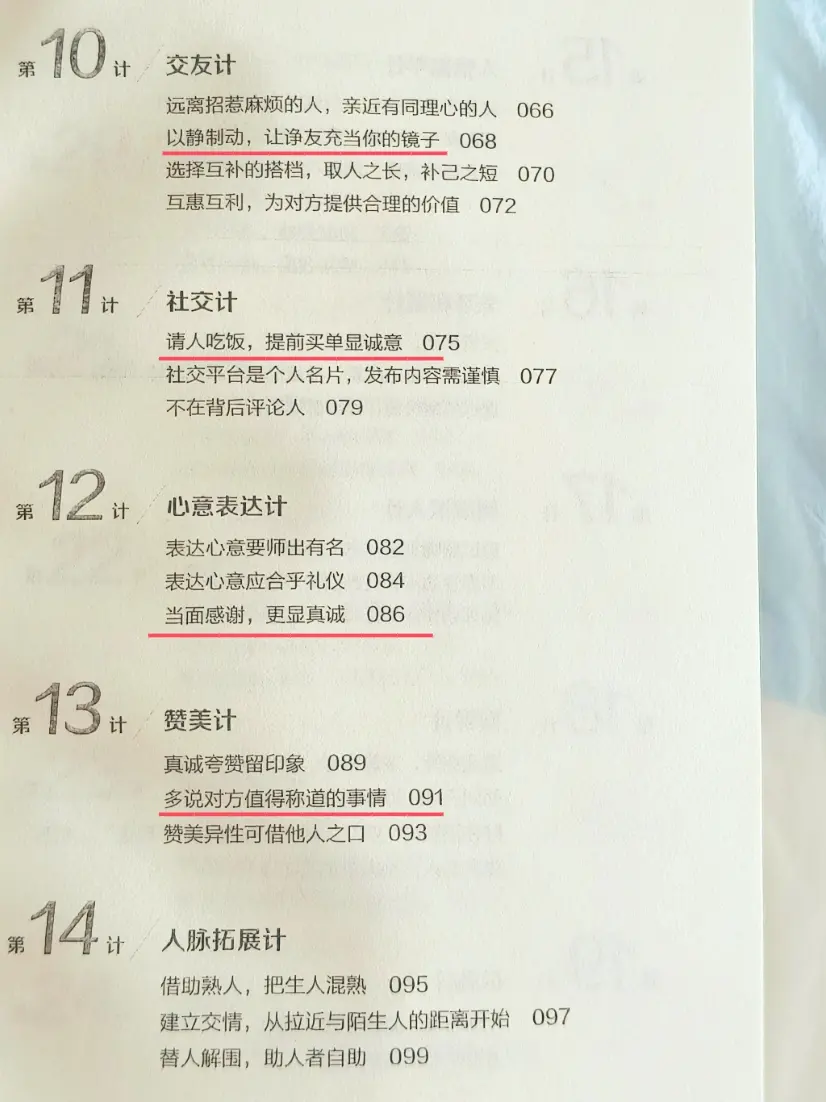 第10计 交友计
远离招惹麻烦的人，亲近有同理心的人 066
以静制动，让诤友充当你的镜子 068
选择互补的搭档，取人之长，补己之短 070
互惠互利，为对方提供合理的价值 072
第11计 社交计
请人吃饭，提前买单显诚意 075
社交平台是个人名片，发布内容需谨慎 077
不在背后评论人 079
第12计 心意表达计
表达心意要师出有名 082
表达心意应合乎礼仪 084
当面感谢，更显真诚 086
第13计 赞美计
真诚夸赞留印象 089
多说对方值得称道的事情 091
赞美异性可借他人之口 093
第14计 人脉拓展计
借助熟人，把生人混熟 095
建立交情，从拉近与陌生人的距离开始 097
替人解围，助人者自助 099